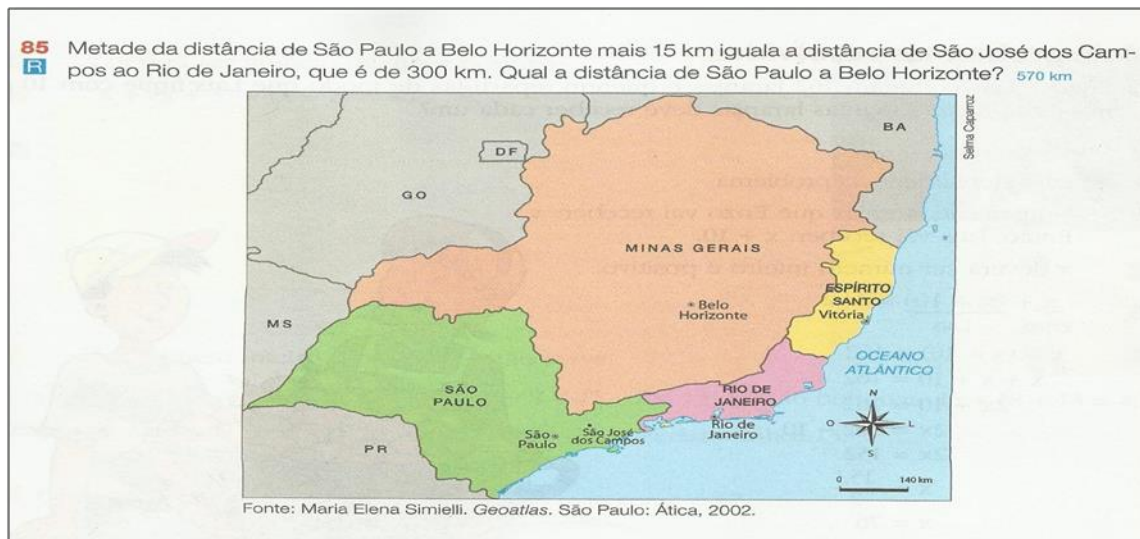 85 Metade da distância de São Paulo a Belo Horizonte mais 15 km iguala a distância de São José dos Cam-
R pos ao Rio de Janeiro, que é de 300 km. Qual a distância de São Paulo a Belo Horizonte? 570 km
Selma Caparroz
BA
DF
GO
MINAS GERAIS
ESPÍRITO
SANTO
Vitória
Belo
Horizonte
MS
OCEANO
ATLÂNTICO
SÃO
PAULO
RIO DE
JANEIRO
N
O L
S
São
Paulo
São José
dos Campos
Rio de
Janeiro
PR
0 140 km
Fonte: Maria Elena Simielli. Geoatlas. São Paulo: Ática, 2002.